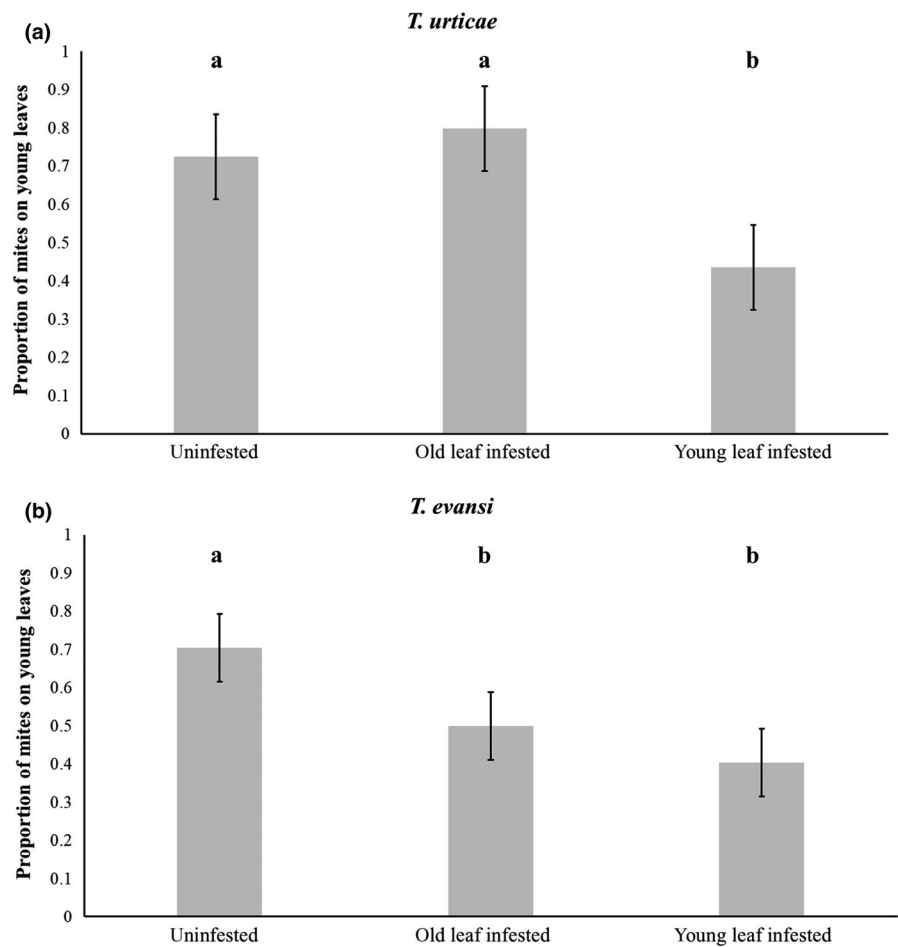 (a)
T. urticae
Proportion of mites on young leaves
1
0.9
0.8
0.7
0.6
0.5
0.4
0.3
0.2
0.1
0
a a b
Uninfested Old leaf infested Young leaf infested
(b)
T. evansi
Proportion of mites on young leaves
1
0.9
0.8
0.7
0.6
0.5
0.4
0.3
0.2
0.1
0
a b b
Uninfested Old leaf infested Young leaf infested